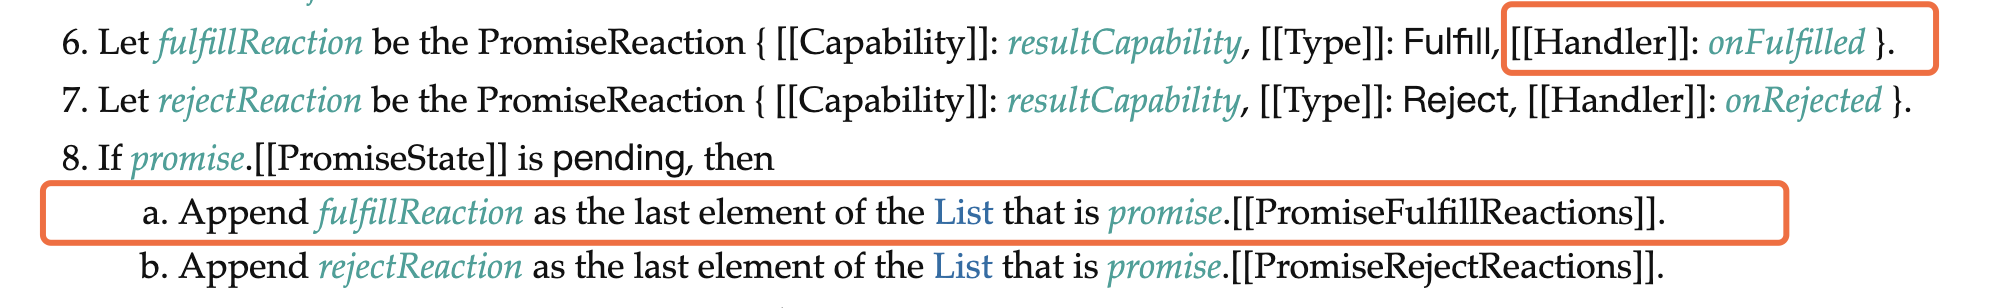 6. Let fulfillReaction be the PromiseReaction { [[Capability]]: resultCapability, [[Type]]: Fulfill, [[Handler]]: onFulfilled }.
7. Let rejectReaction be the PromiseReaction { [[Capability]]: resultCapability, [[Type]]: Reject, [[Handler]]: onRejected }.
8. If promise.[[PromiseState]] is pending, then
a. Append fulfillReaction as the last element of the List that is promise.[[PromiseFulfillReactions]].
b. Append rejectReaction as the last element of the List that is promise.[[PromiseRejectReactions]].